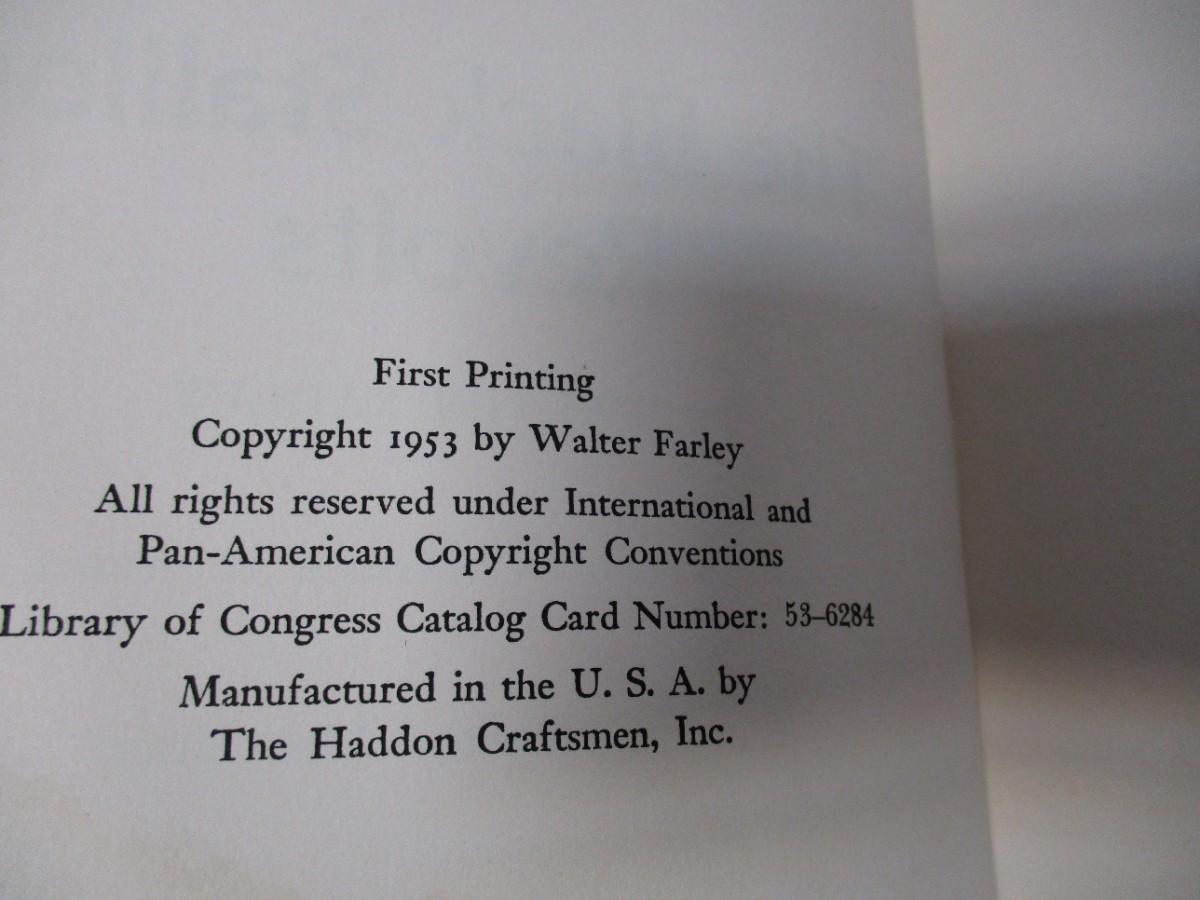 First Printing
Copyright 1953 by Walter Farley
All rights reserved under International and
Pan-American Copyright Conventions
Library of Congress Catalog Card Number: 53-6284
Manufactured in the U. S. A. by
The Haddon Craftsmen, Inc.